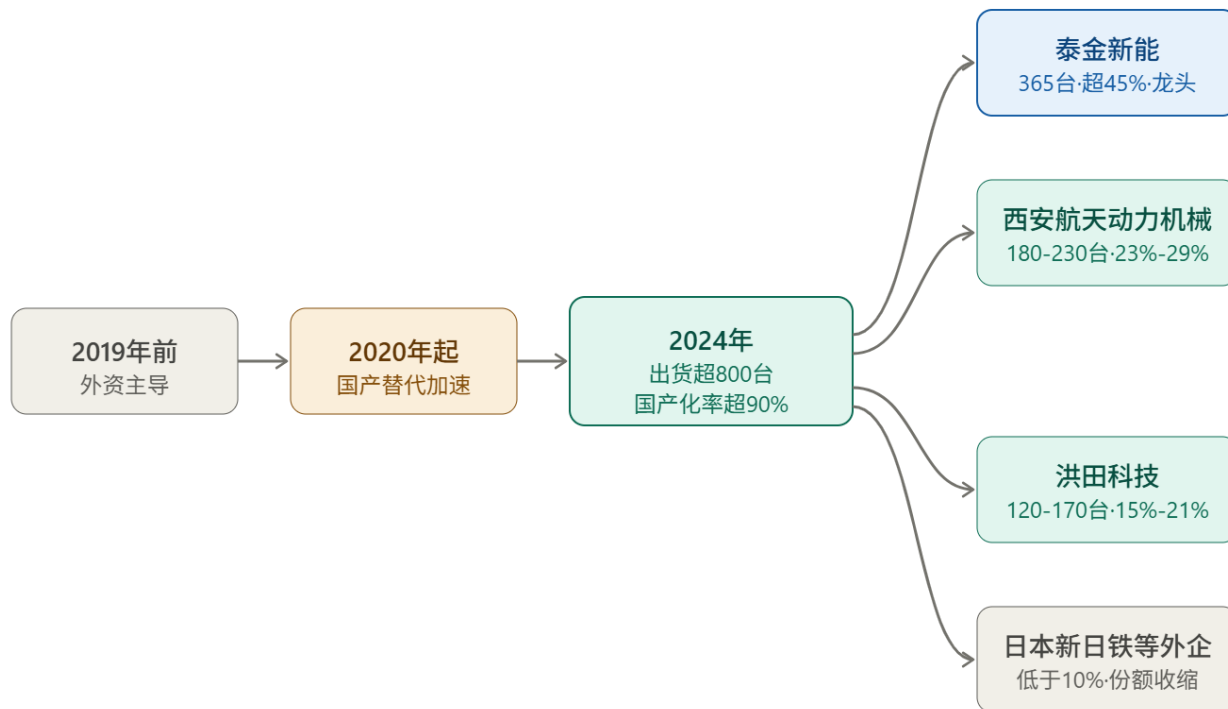 2019年前
外资主导
2020年起
国产替代加速
2024年
出货超800台
国产化率超90%
泰金新能
365台·超45%·龙头
西安航天动力机械
180-230台·23%-29%
洪田科技
120-170台·15%-21%
日本新日铁等外企
低于10%·份额收缩